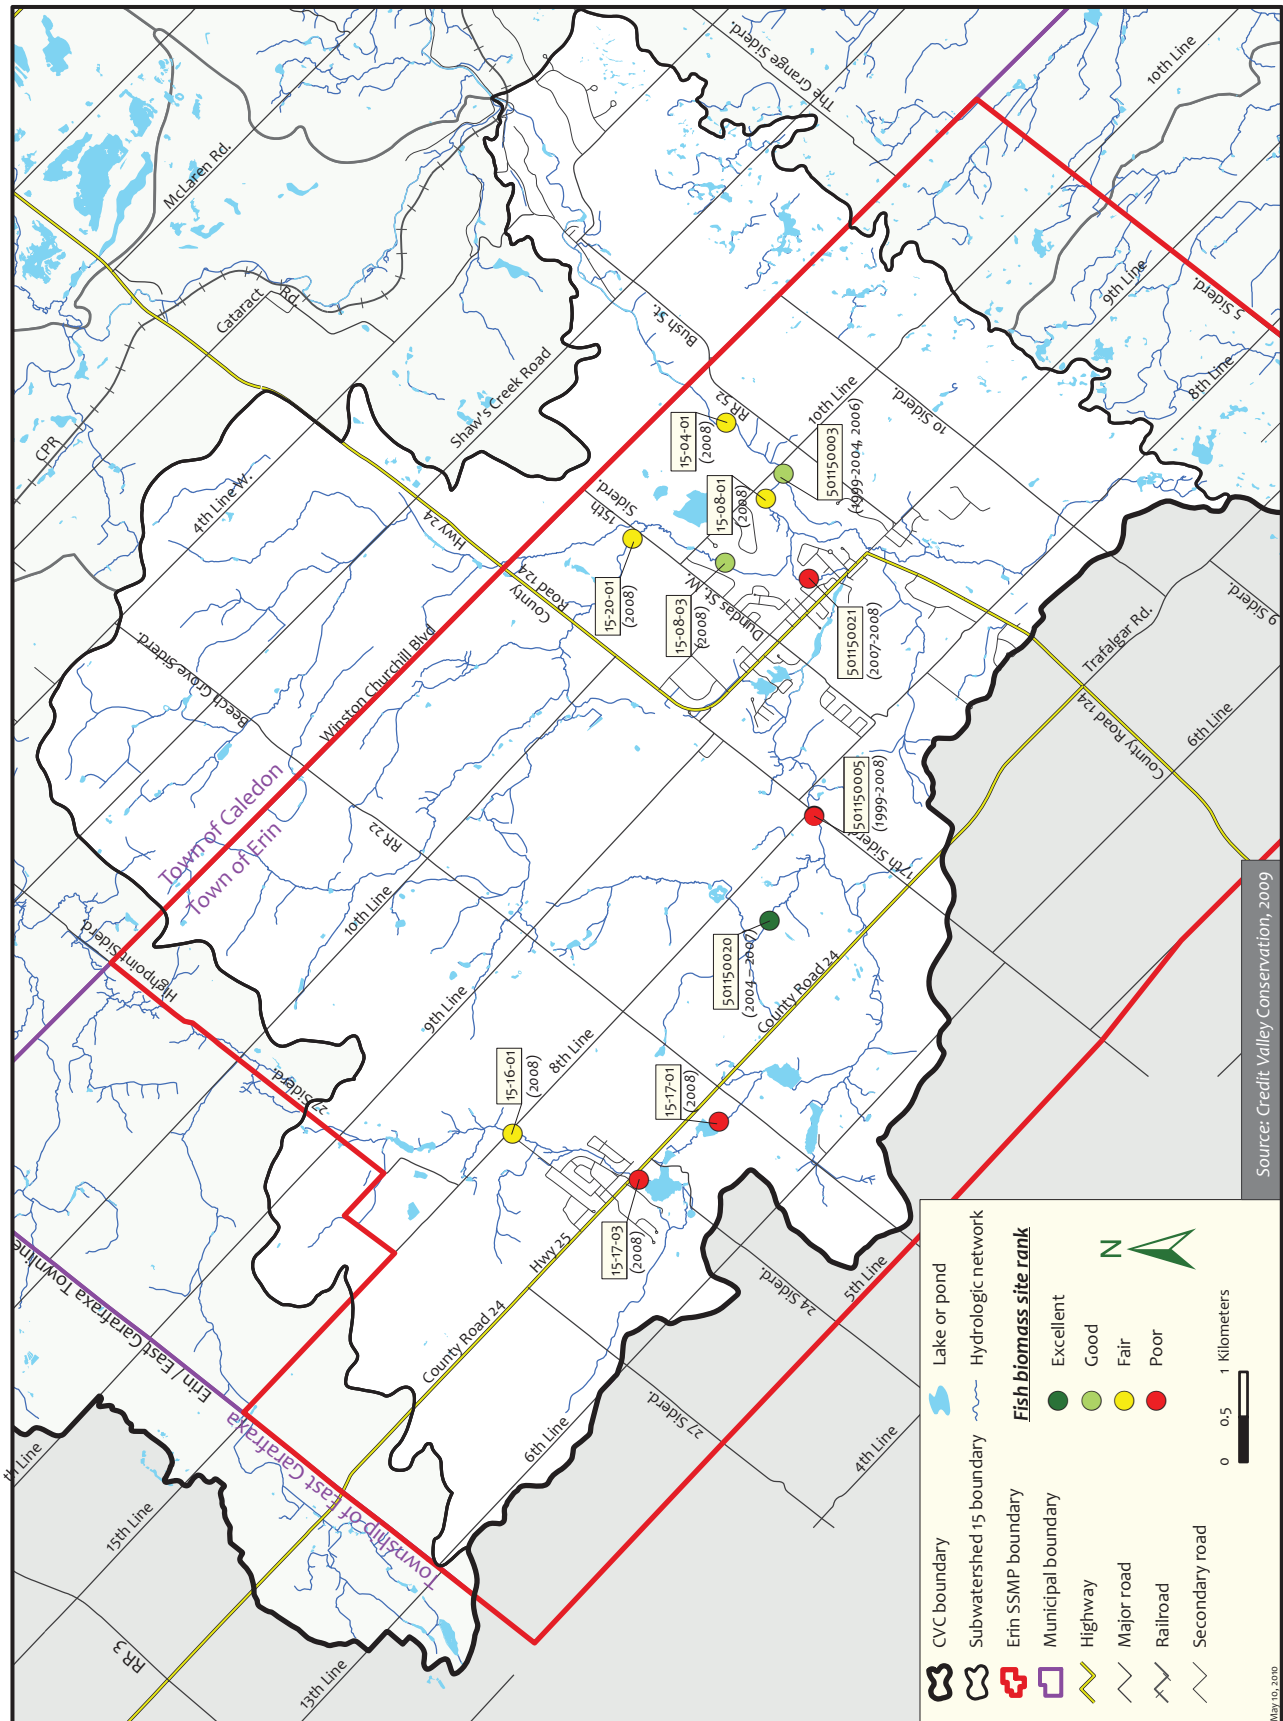 McLaren Rd.
The Grange Siderd.
10th Line
Cataract
Rd.
CPR
Bush St.
9th Line
5 Siderd.
8th Line
Shaw's Creek Road
4th Line W.
Hwy 24
RR 52
10th Line
10 Siderd.
15-04-01
(2008)
15th
Siderd.
15-08-01
(2008)
501150003
(1999-2004, 2006)
County
Road 124
15-20-01
(2008)
15-08-03
(2008)
Dundas St. W.
501150021
(2007-2008)
Trafalgar Rd.
9 Siderd.
Beech Grove Siderd.
Winston Churchill Blvd
Town of Caledon
Town of Erin
RR 22
501150005
(1999-2008)
17th Siderd.
County Road 124
6th Line
Highpoint Siderd.
10th Line
9th Line
501150020
County Road 24
27 Siderd.
15-16-01
(2008)
8th Line
15-17-01
(2008)
15-17-03
(2008)
Hwy 25
County Road 24
24 Siderd.
5th Line
Erin / East Garafraxa Townline
Township of East Garafraxa
6th Line
22 Siderd.
4th Line
th Line
15th Line
13th Line
RR 3
Source: Credit Valley Conservation, 2009
CVC boundary
Subwatershed 15 boundary
Erin SSMP boundary
Municipal boundary
Highway
Major road
Railroad
Secondary road
Lake or pond
Hydrologic network
Fish biomass site rank
Excellent
Good
Fair
Poor
N
0 0.5 1 Kilometers
May 10, 2010